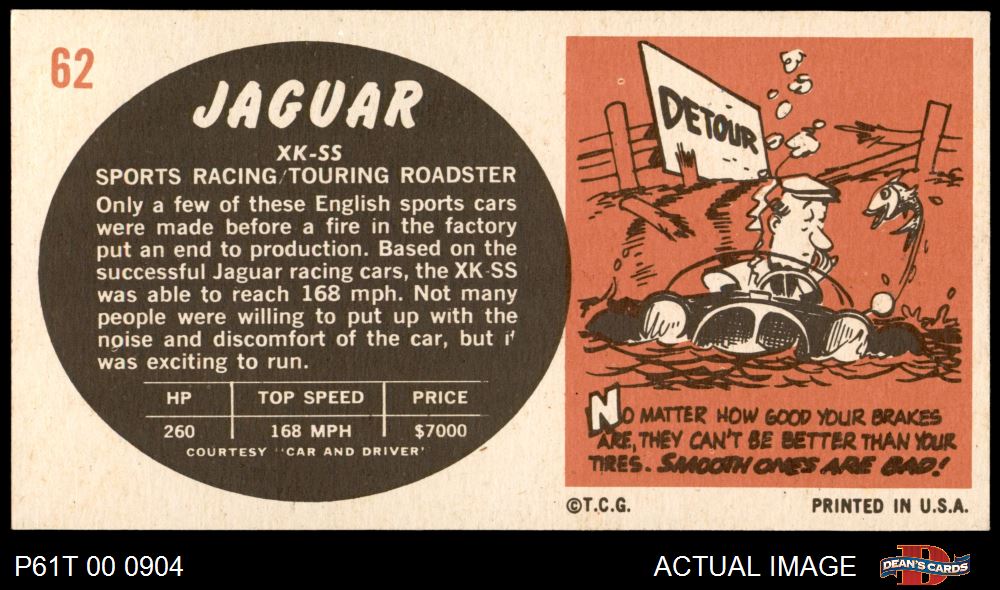 62
JAGUAR
XK-SS
SPORTS RACING/TOURING ROADSTER
Only a few of these English sports cars
were made before a fire in the factory
put an end to production. Based on the
successful Jaguar racing cars, the XK-SS
was able to reach 168 mph. Not many
people were willing to put up with the
noise and discomfort of the car, but it
was exciting to run.
HP TOP SPEED PRICE
260 168 MPH $7000
COURTESY "CAR AND DRIVER"
DETOUR
NO MATTER HOW GOOD YOUR BRAKES
ARE, THEY CAN'T BE BETTER THAN YOUR
TIRES. SMOOTH ONES ARE BAD!
©T.C.G. PRINTED IN U.S.A.
P61T 00 0904 ACTUAL IMAGE D DEAN'S CARDS